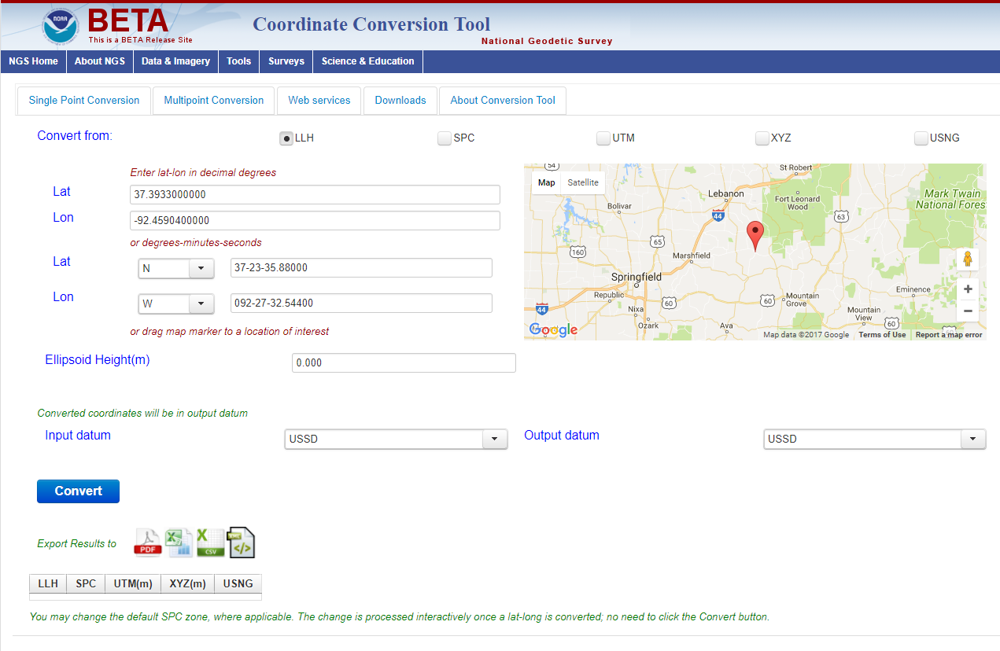 NOAA
BETA
This is a BETA Release Site
Coordinate Conversion Tool
National Geodetic Survey
NGS Home About NGS Data & Imagery Tools Surveys Science & Education
Single Point Conversion Multipoint Conversion Web services Downloads About Conversion Tool
Convert from: LLH SPC UTM XYZ USNG
Enter lat-lon in decimal degrees
Lat 37.3933000000
Lon -92.4590400000
or degrees-minutes-seconds
Lat N 37-23-35.88000
Lon W 092-27-32.54400
or drag map marker to a location of interest
54
St Robert
Map Satellite
Lebanon
Mark Twain
National Fores
Fort Leonard
Wood
Bolivar
44
63
65
160
Marshfield
Springfield
Republic
60
60
Mountain
Grove
Eminence
+
44
Nixa
Mountain
View
−
Ozark
Ava
60
Google
Map data ©2017 Google Terms of Use Report a map error
Ellipsoid Height(m) 0.000
Converted coordinates will be in output datum
Input datum USSD Output datum USSD
Convert
Export Results to PDF X X CSV XML </>
LLH SPC UTM(m) XYZ(m) USNG
You may change the default SPC zone, where applicable. The change is processed interactively once a lat-long is converted; no need to click the Convert button.